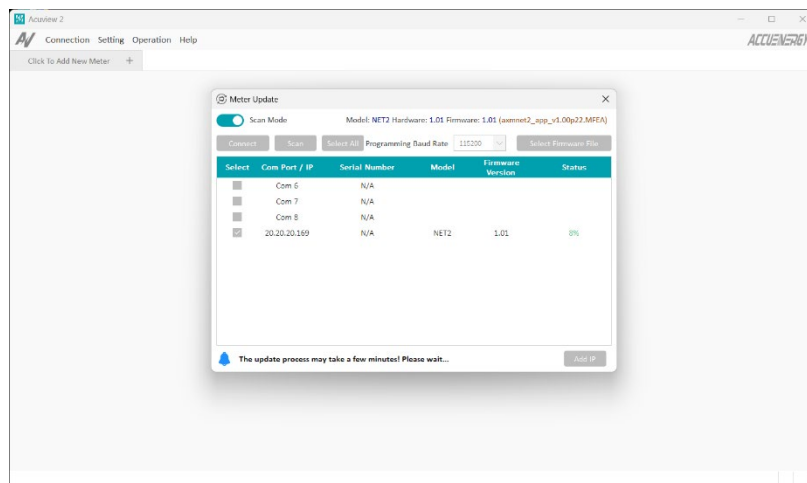 Acuview 2
Connection Setting Operation Help
ACCUENERGY
Click To Add New Meter +
Meter Update
Scan Mode Model: NET2 Hardware: 1.01 Firmware: 1.01 (axmnet2_app_v1.00p22.MFEA)
Connect Scan Select All Programming Baud Rate 115200 Select Firmware File
Select Com Port / IP Serial Number Model Firmware Version Status
Com 6 N/A
Com 7 N/A
Com 8 N/A
20.20.20.169 N/A NET2 1.01 8%
The update process may take a few minutes! Please wait... Add IP